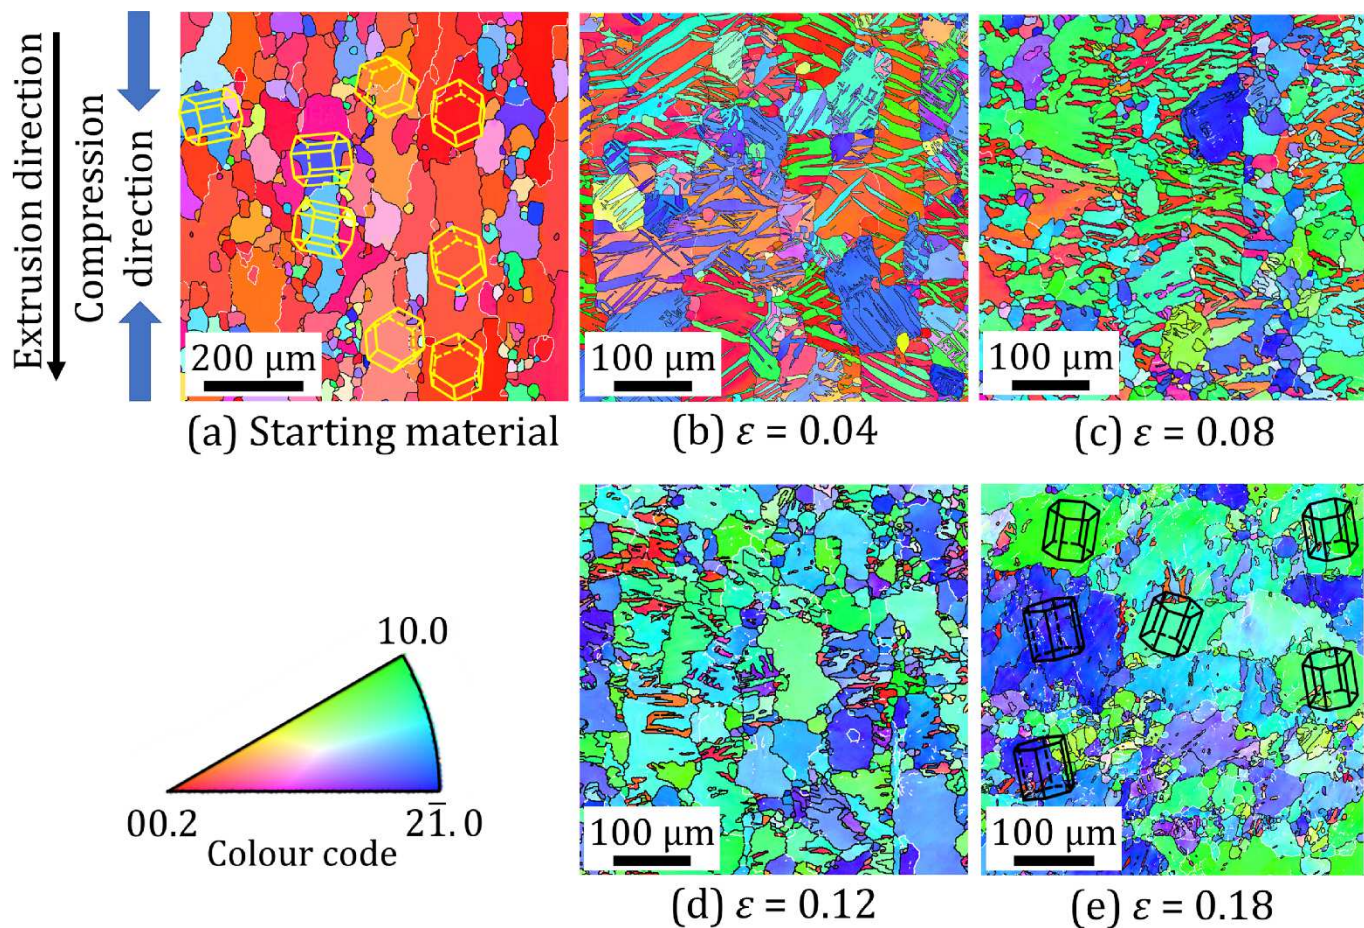 Extrusion direction
Compression
direction
200 μm
(a) Starting material
100 μm
(b) ε = 0.04
100 μm
(c) ε = 0.08
10.0
00.2
21̄.0
Colour code
100 μm
(d) ε = 0.12
100 μm
(e) ε = 0.18